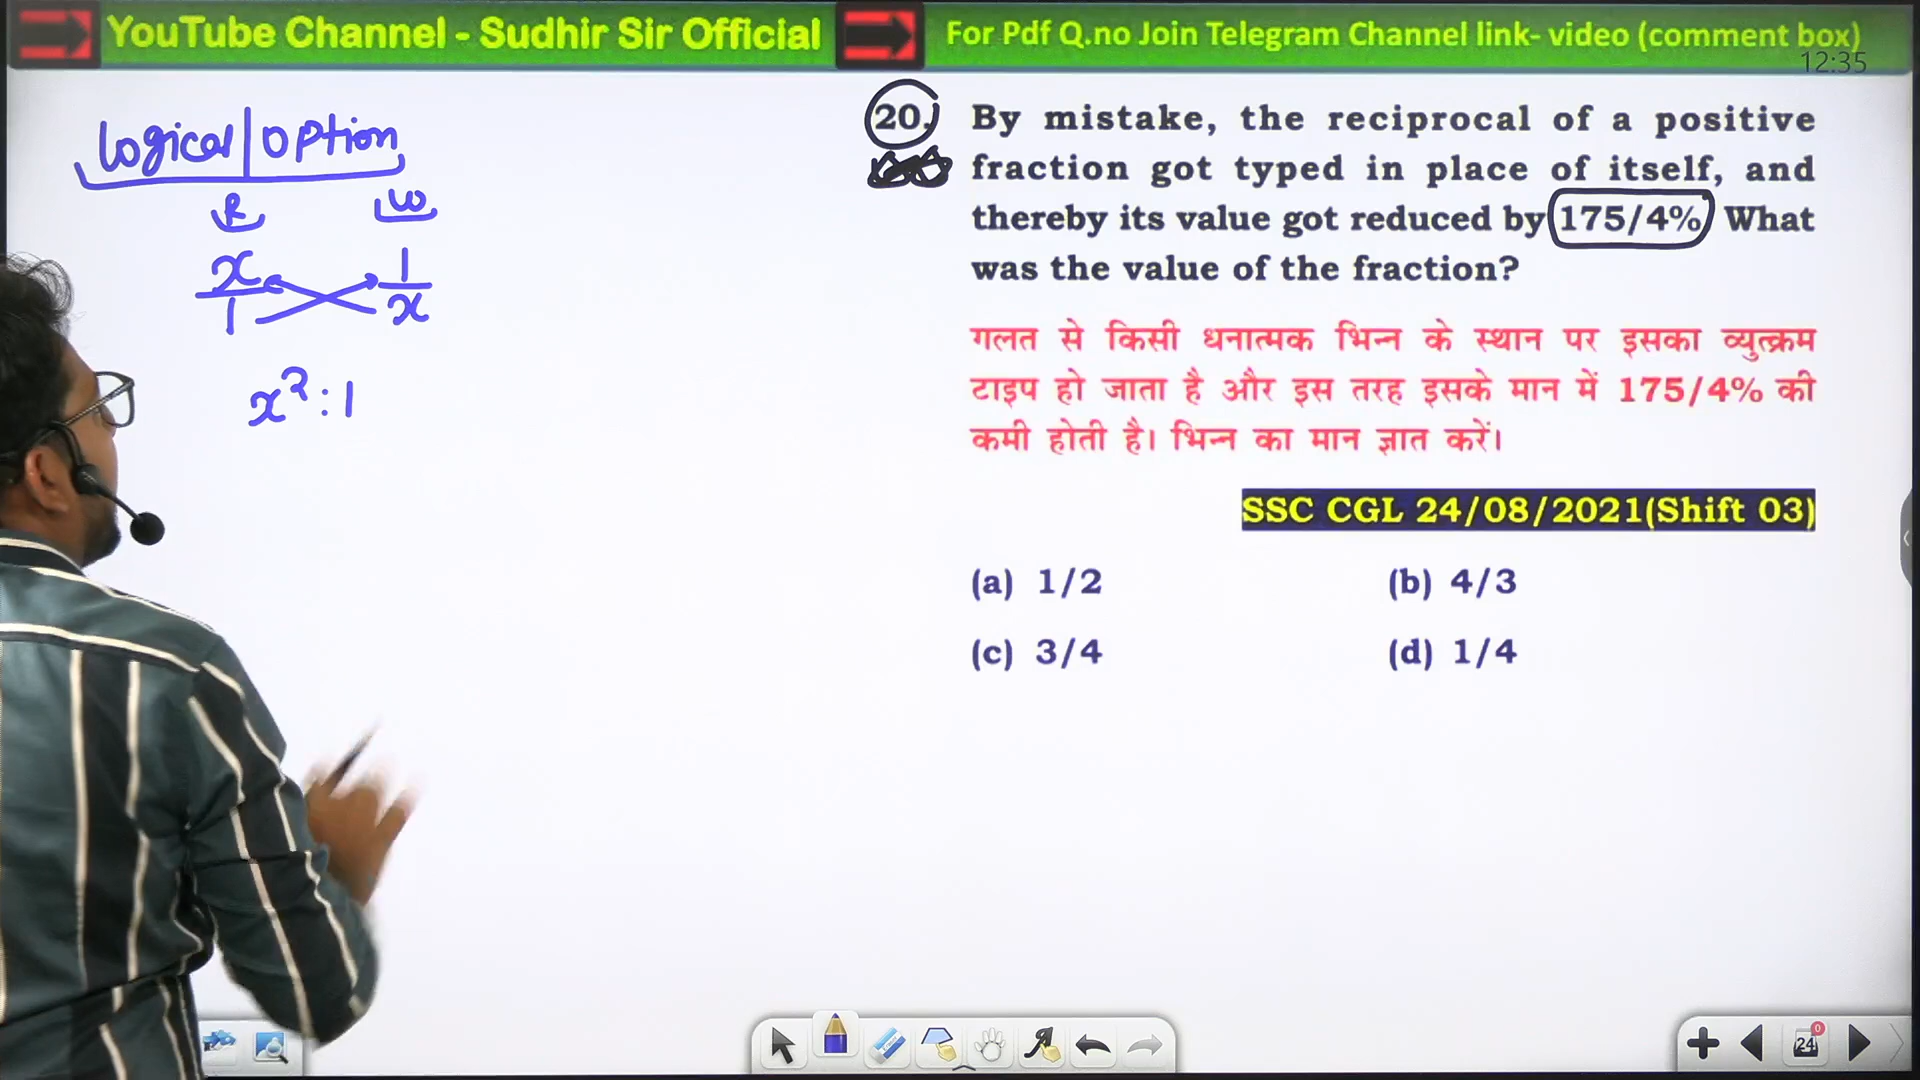 YouTube Channel - Sudhir Sir Official
For Pdf Q.no Join Telegram Channel link- video (comment box)
12:35
Logical | Option
R W
x/1 1/x
x² : 1
20. By mistake, the reciprocal of a positive
fraction got typed in place of itself, and
thereby its value got reduced by 175/4% What
was the value of the fraction?
गलत से किसी धनात्मक भिन्न के स्थान पर इसका व्युत्क्रम
टाइप हो जाता है और इस तरह इसके मान में 175/4% की
कमी होती है। भिन्न का मान ज्ञात करें।
SSC CGL 24/08/2021(Shift 03)
(a) 1/2 (b) 4/3
(c) 3/4 (d) 1/4
24
0